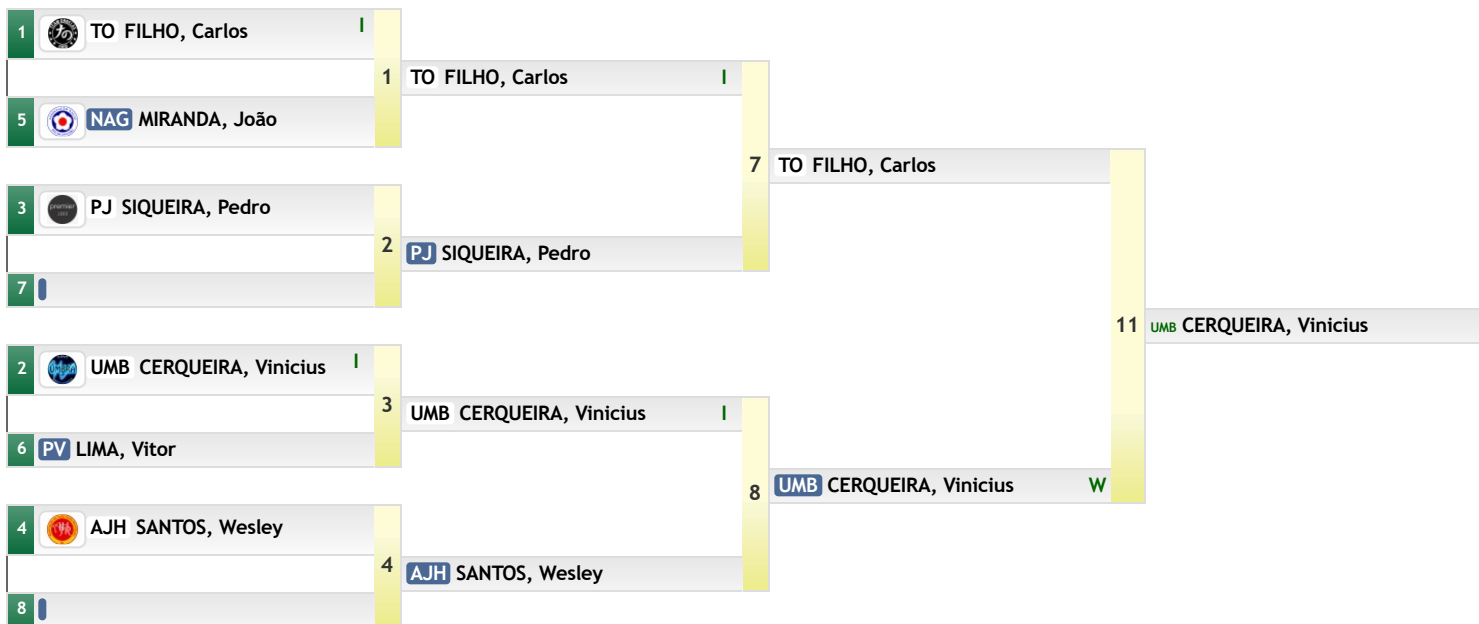 1 TO FILHO, Carlos I
5 NAG MIRANDA, João
1
3 PJ SIQUEIRA, Pedro
7
2
2 UMB CERQUEIRA, Vinicius I
6 PV LIMA, Vitor
3
4 AJH SANTOS, Wesley
8
4
TO FILHO, Carlos I
PJ SIQUEIRA, Pedro
7
UMB CERQUEIRA, Vinicius I
AJH SANTOS, Wesley
8
TO FILHO, Carlos
UMB CERQUEIRA, Vinicius W
11
UMB CERQUEIRA, Vinicius